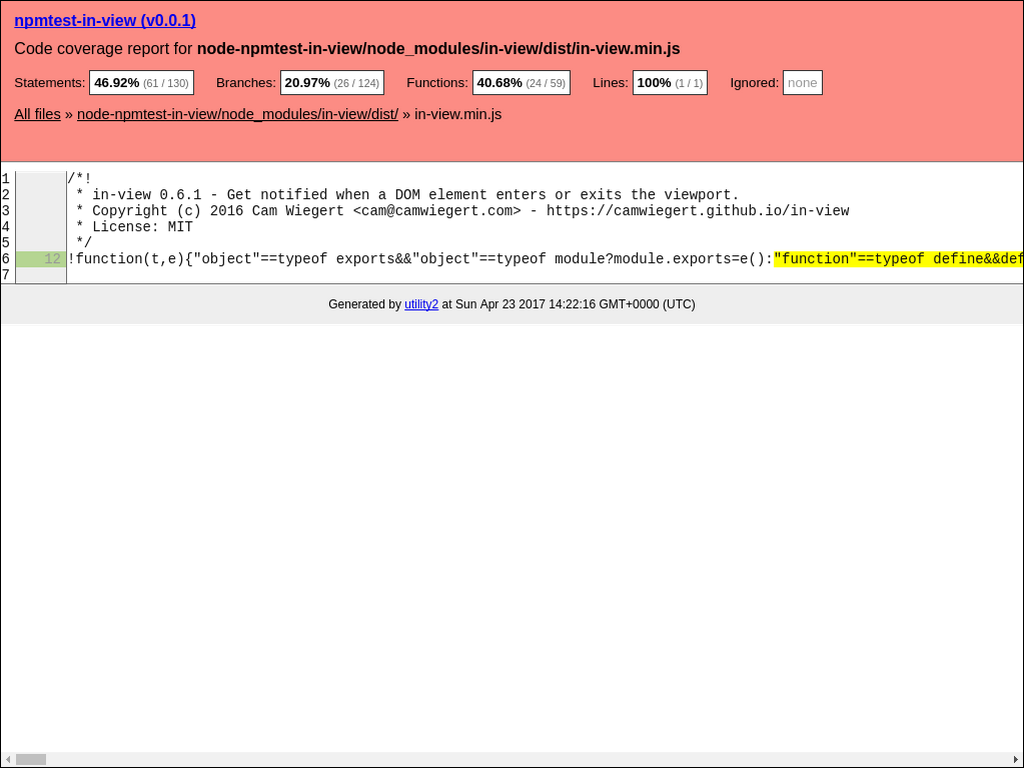 npmtest-in-view (v0.0.1)
Code coverage report for node-npmtest-in-view/node_modules/in-view/dist/in-view.min.js
Statements: 46.92% (61 / 130) Branches: 20.97% (26 / 124) Functions: 40.68% (24 / 59) Lines: 100% (1 / 1) Ignored: none
All files » node-npmtest-in-view/node_modules/in-view/dist/ » in-view.min.js
1 /*!
2 * in-view 0.6.1 - Get notified when a DOM element enters or exits the viewport.
3 * Copyright (c) 2016 Cam Wiegert <cam@camwiegert.com> - https://camwiegert.github.io/in-view
4 * License: MIT
5 */
6 12 !function(t,e){"object"==typeof exports&&"object"==typeof module?module.exports=e():"function"==typeof define&&def
7
Generated by utility2 at Sun Apr 23 2017 14:22:16 GMT+0000 (UTC)